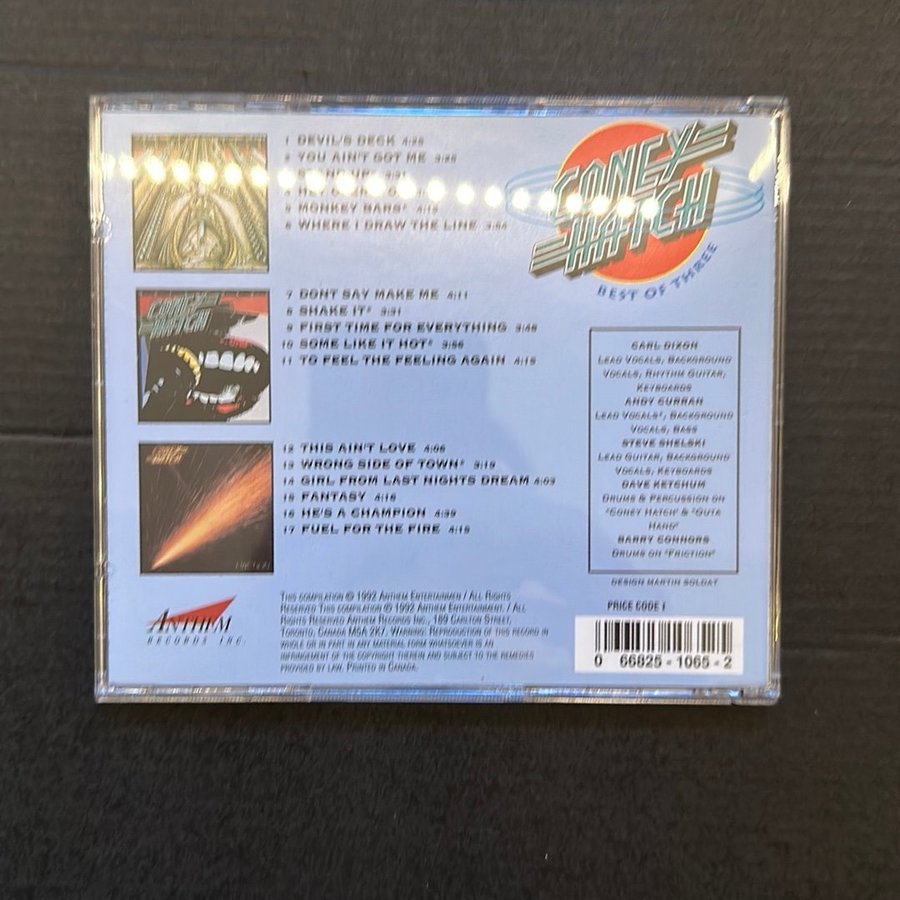 1 DEVIL'S DECK 4:28
2 YOU AIN'T GOT ME
5 MONKEY BARS*
6 WHERE I DRAW THE LINE 3:54
CONEY
HATCH
BEST OF THREE
CONEY
HATCH
7 DONT SAY MAKE ME 4:11
8 SHAKE IT* 3:31
9 FIRST TIME FOR EVERYTHING 3:48
10 SOME LIKE IT HOT* 3:56
11 TO FEEL THE FEELING AGAIN 4:15
12 THIS AIN'T LOVE 4:06
13 WRONG SIDE OF TOWN* 3:19
14 GIRL FROM LAST NIGHTS DREAM 4:03
15 FANTASY 4:16
16 HE'S A CHAMPION 4:39
17 FUEL FOR THE FIRE 4:19
CARL DIXON
LEAD VOCALS, BACKGROUND
VOCALS, RHYTHM GUITAR,
KEYBOARDS
ANDY CURRAN
LEAD VOCALS*, BACKGROUND
VOCALS, BASS
STEVE SHELSKI
LEAD GUITAR, BACKGROUND
VOCALS, KEYBOARDS
DAVE KETCHUM
DRUMS & PERCUSSION ON
"CONEY HATCH" & "OUTA
HAND"
BARRY CONNORS
DRUMS ON "FRICTION"
DESIGN MARTIN SOLDAT
ANTHEM
RECORDS INC.
THIS COMPILATION © 1992 ANTHEM ENTERTAINMEN / ALL RIGHTS
RESERVED THIS COMPILATION © 1992 ANTHEM ENTERTAINMENT. / ALL
RIGHTS RESERVED ANTHEM RECORDS INC., 189 CARLTON STREET,
TORONTO, CANADA M5A 2K7. WARNING: REPRODUCTION OF THIS RECORD IN
WHOLE OR IN PART IN ANY MATERIAL FORM WHATSOEVER IS AN
INFRINGEMENT OF THE COPYRIGHT THEREIN AND SUBJECT TO THE REMEDIES
PROVIDED BY LAW. PRINTED IN CANADA.
PRICE CODE I
0 66825-1065-2